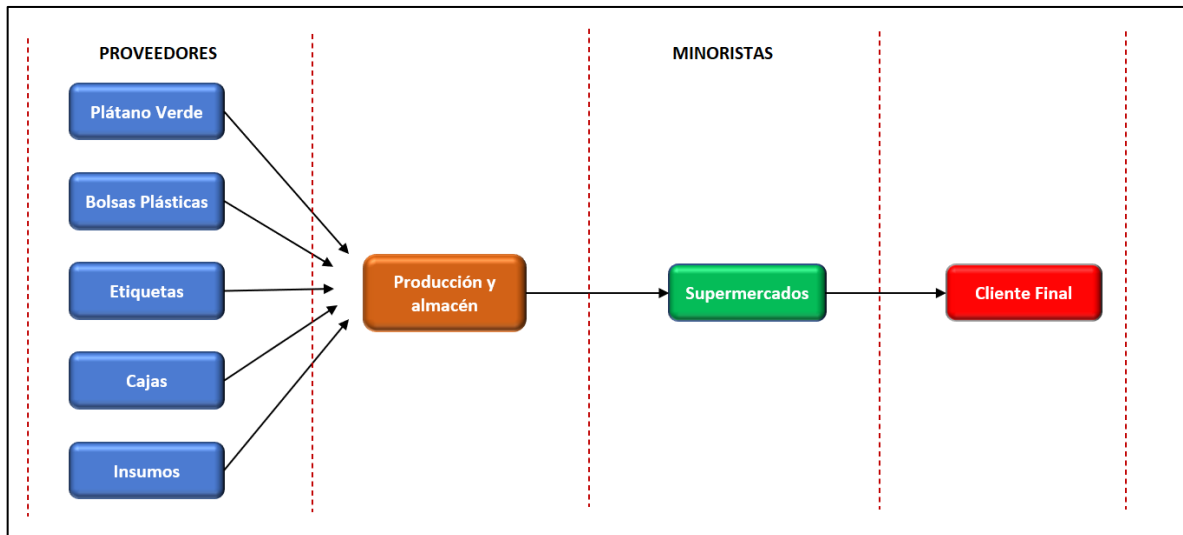 PROVEEDORES
MINORISTAS
Plátano Verde
Bolsas Plásticas
Etiquetas
Cajas
Insumos
Producción y
almacén
Supermercados
Cliente Final